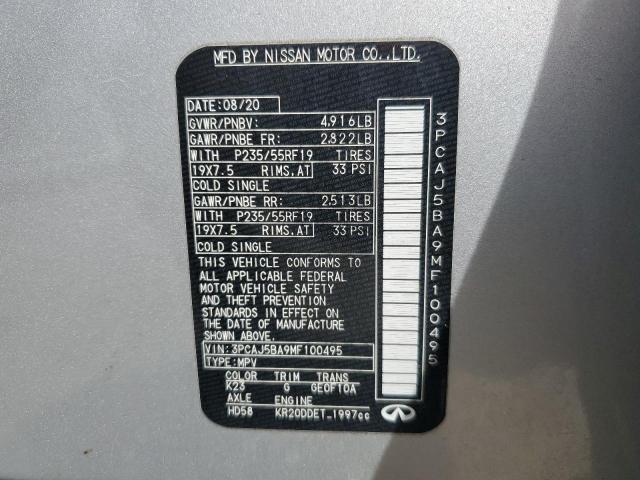 MFD BY NISSAN MOTOR CO.,LTD.
DATE:08/20
GVWR/PNBV: 4,916LB
GAWR/PNBE FR: 2,822LB
WITH P235/55RF19 TIRES
19X7.5 RIMS,AT 33 PSI
COLD SINGLE
GAWR/PNBE RR: 2,513LB
WITH P235/55RF19 TIRES
19X7.5 RIMS,AT 33 PSI
COLD SINGLE
THIS VEHICLE CONFORMS TO
ALL APPLICABLE FEDERAL
MOTOR VEHICLE SAFETY
AND THEFT PREVENTION
STANDARDS IN EFFECT ON
THE DATE OF MANUFACTURE
SHOWN ABOVE.
VIN: 3PCAJ5BA9MF100495
TYPE:MPV
COLOR TRIM TRANS
K23 G GE0F10A
AXLE ENGINE
HD58 KR20DDET_1997cc
3PCAJ5BA9MF100495